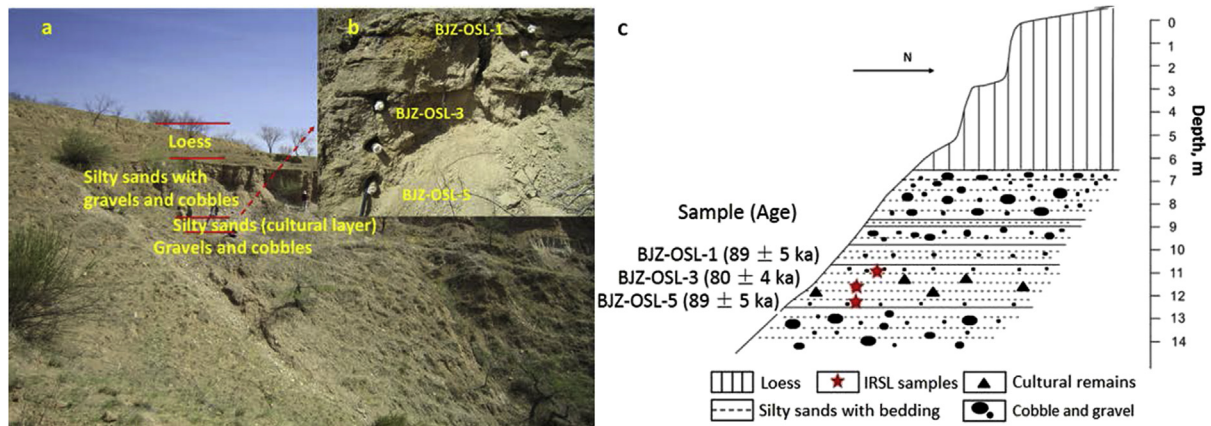 a
Loess
Silty sands with
gravels and cobbles
Silty sands (cultural layer)
Gravels and cobbles
b
BJZ-OSL-1
BJZ-OSL-3
BJZ-OSL-5
c
N
Sample (Age)
BJZ-OSL-1 (89 ± 5 ka)
BJZ-OSL-3 (80 ± 4 ka)
BJZ-OSL-5 (89 ± 5 ka)
0
1
2
3
4
5
6
7
8
9
10
11
12
13
14
Depth, m
Loess
IRSL samples
Cultural remains
Silty sands with bedding
Cobble and gravel